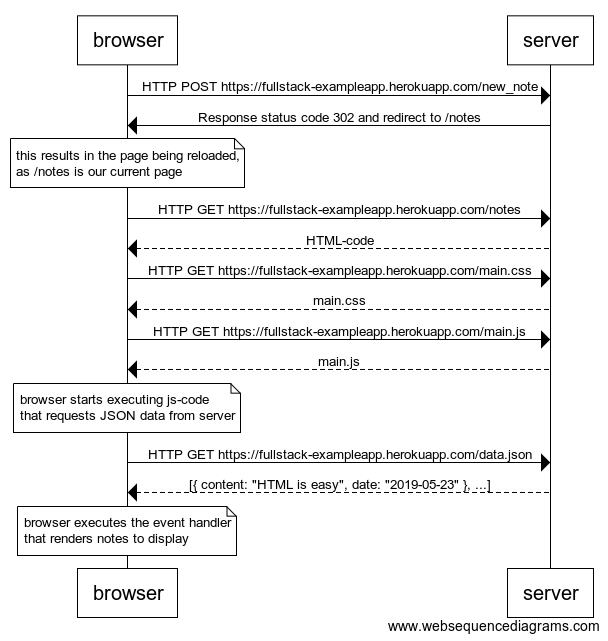 browser
server
HTTP POST https://fullstack-exampleapp.herokuapp.com/new_note
Response status code 302 and redirect to /notes
this results in the page being reloaded,
as /notes is our current page
HTTP GET https://fullstack-exampleapp.herokuapp.com/notes
HTML-code
HTTP GET https://fullstack-exampleapp.herokuapp.com/main.css
main.css
HTTP GET https://fullstack-exampleapp.herokuapp.com/main.js
main.js
browser starts executing js-code
that requests JSON data from server
HTTP GET https://fullstack-exampleapp.herokuapp.com/data.json
[{ content: "HTML is easy", date: "2019-05-23" }, ...]
browser executes the event handler
that renders notes to display
browser
server
www.websequencediagrams.com